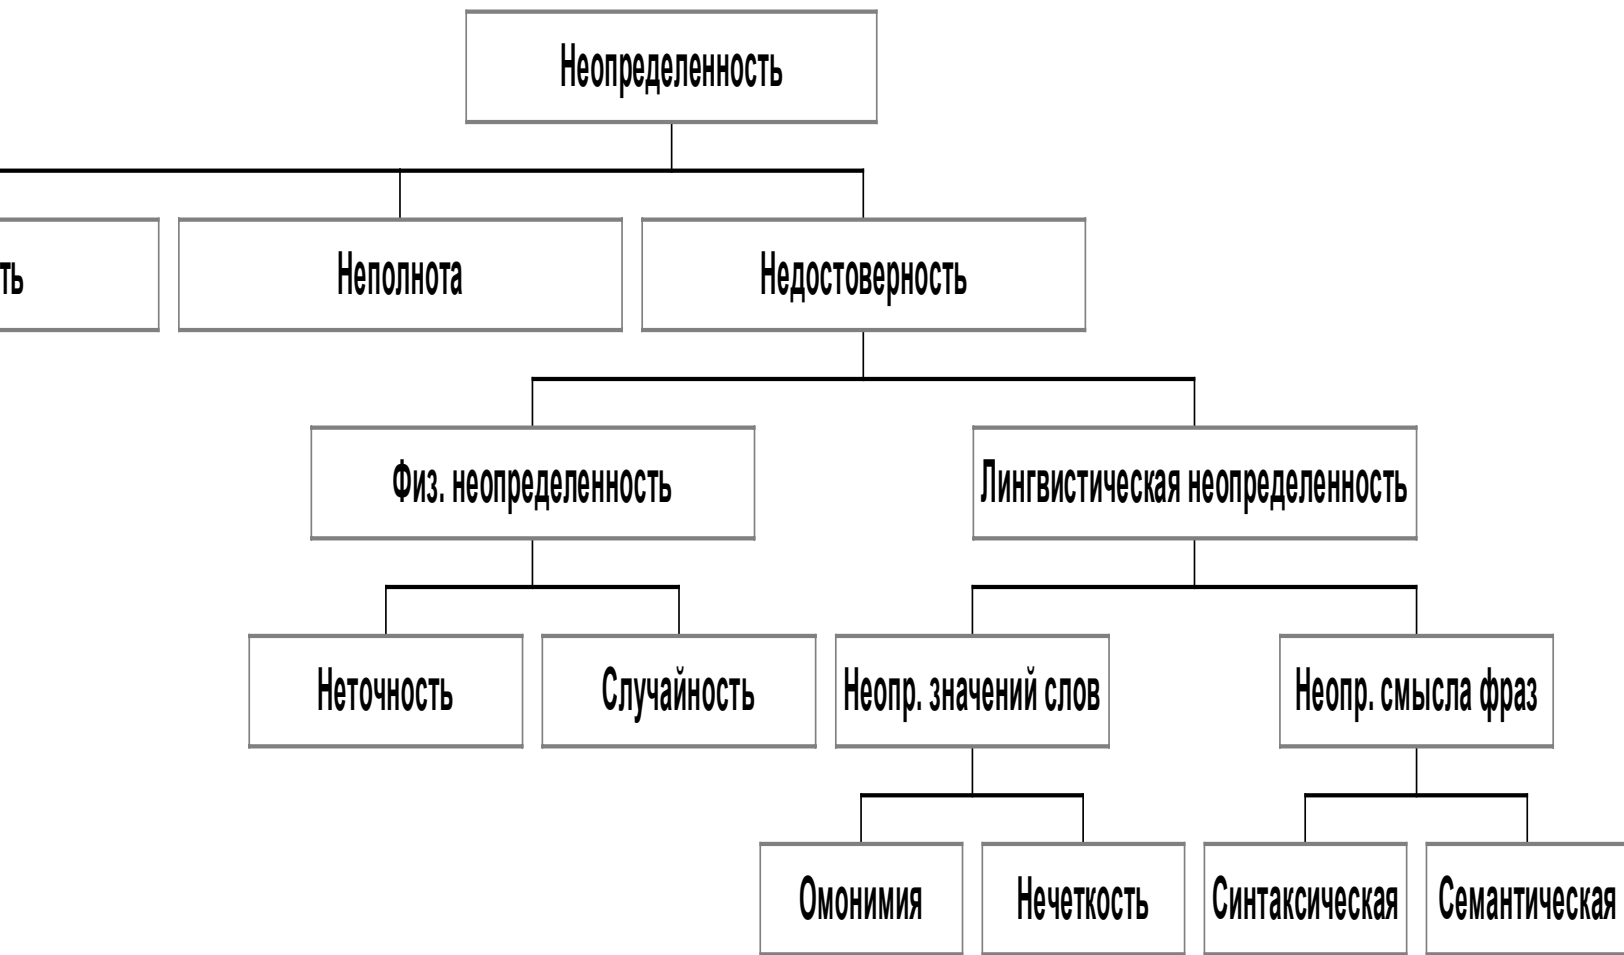 Неопределенность
ть
Неполнота
Недостоверность
Физ. неопределенность
Лингвистическая неопределенность
Неточность
Случайность
Неопр. значений слов
Неопр. смысла фраз
Омонимия
Нечеткость
Синтаксическая
Семантическая